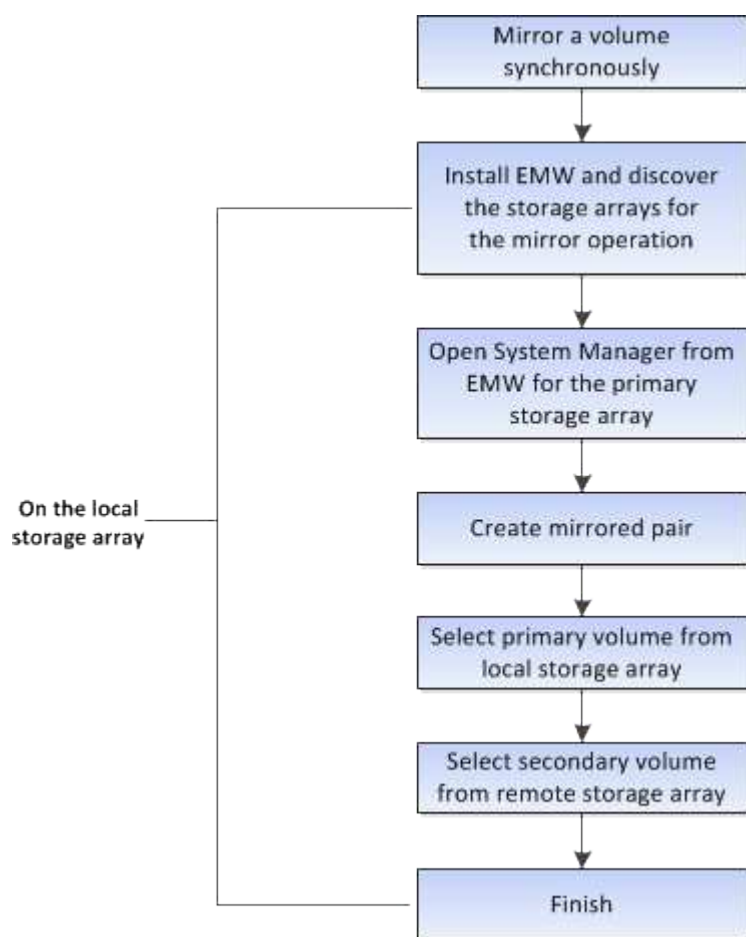 Mirror a volume
synchronously
Install EMW and discover
the storage arrays for
the mirror operation
Open System Manager from
EMW for the primary
storage array
On the local
storage array
Create mirrored pair
Select primary volume from
local storage array
Select secondary volume
from remote storage array
Finish